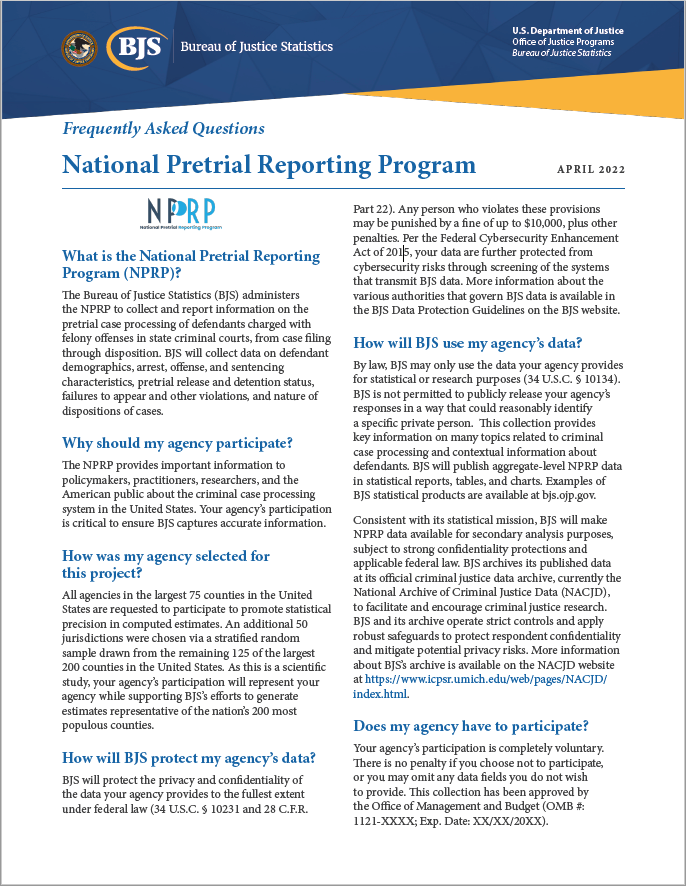 BJS
Bureau of Justice Statistics
U.S. Department of Justice
Office of Justice Programs
Bureau of Justice Statistics
Frequently Asked Questions
National Pretrial Reporting Program
APRIL 2022
NPRP
National Pretrial Reporting Program
What is the National Pretrial Reporting
Program (NPRP)?
The Bureau of Justice Statistics (BJS) administers
the NPRP to collect and report information on the
pretrial case processing of defendants charged with
felony offenses in state criminal courts, from case filing
through disposition. BJS will collect data on defendant
demographics, arrest, offense, and sentencing
characteristics, pretrial release and detention status,
failures to appear and other violations, and nature of
dispositions of cases.
Why should my agency participate?
The NPRP provides important information to
policymakers, practitioners, researchers, and the
American public about the criminal case processing
system in the United States. Your agency's participation
is critical to ensure BJS captures accurate information.
How was my agency selected for
this project?
All agencies in the largest 75 counties in the United
States are requested to participate to promote statistical
precision in computed estimates. An additional 50
jurisdictions were chosen via a stratified random
sample drawn from the remaining 125 of the largest
200 counties in the United States. As this is a scientific
study, your agency's participation will represent your
agency while supporting BJS's efforts to generate
estimates representative of the nation's 200 most
populous counties.
How will BJS protect my agency's data?
BJS will protect the privacy and confidentiality of
the data your agency provides to the fullest extent
under federal law (34 U.S.C. § 10231 and 28 C.F.R.
Part 22). Any person who violates these provisions
may be punished by a fine of up to $10,000, plus other
penalties. Per the Federal Cybersecurity Enhancement
Act of 2015, your data are further protected from
cybersecurity risks through screening of the systems
that transmit BJS data. More information about the
various authorities that govern BJS data is available in
the BJS Data Protection Guidelines on the BJS website.
How will BJS use my agency's data?
By law, BJS may only use the data your agency provides
for statistical or research purposes (34 U.S.C. § 10134).
BJS is not permitted to publicly release your agency's
responses in a way that could reasonably identify
a specific private person.  This collection provides
key information on many topics related to criminal
case processing and contextual information about
defendants. BJS will publish aggregate-level NPRP data
in statistical reports, tables, and charts. Examples of
BJS statistical products are available at bjs.ojp.gov.
Consistent with its statistical mission, BJS will make
NPRP data available for secondary analysis purposes,
subject to strong confidentiality protections and
applicable federal law. BJS archives its published data
at its official criminal justice data archive, currently the
National Archive of Criminal Justice Data (NACJD),
to facilitate and encourage criminal justice research.
BJS and its archive operate strict controls and apply
robust safeguards to protect respondent confidentiality
and mitigate potential privacy risks. More information
about BJS's archive is available on the NACJD website
at https://www.icpsr.umich.edu/web/pages/NACJD/
index.html.
Does my agency have to participate?
Your agency's participation is completely voluntary.
There is no penalty if you choose not to participate,
or you may omit any data fields you do not wish
to provide. This collection has been approved by
the Office of Management and Budget (OMB #:
1121-XXXX; Exp. Date: XX/XX/20XX).